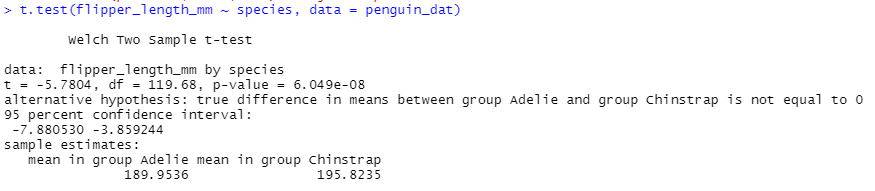 > t.test(flipper_length_mm ~ species, data = penguin_dat)
Welch Two Sample t-test
data:  flipper_length_mm by species
t = -5.7804, df = 119.68, p-value = 6.049e-08
alternative hypothesis: true difference in means between group Adelie and group Chinstrap is not equal to 0
95 percent confidence interval:
-7.880530 -3.859244
sample estimates:
mean in group Adelie mean in group Chinstrap
189.9536 195.8235